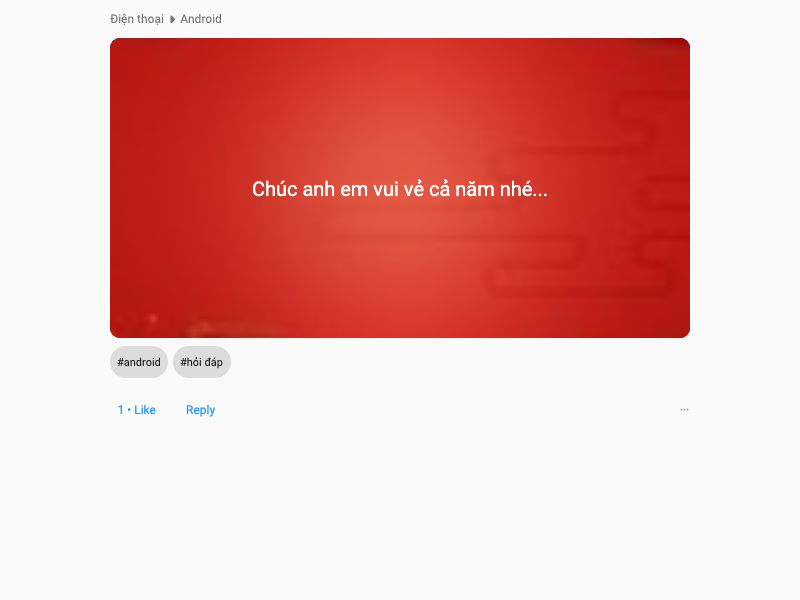 Điện thoại Android
Chúc anh em vui vẻ cả năm nhé...
#android #hỏi đáp
1 • Like Reply ...